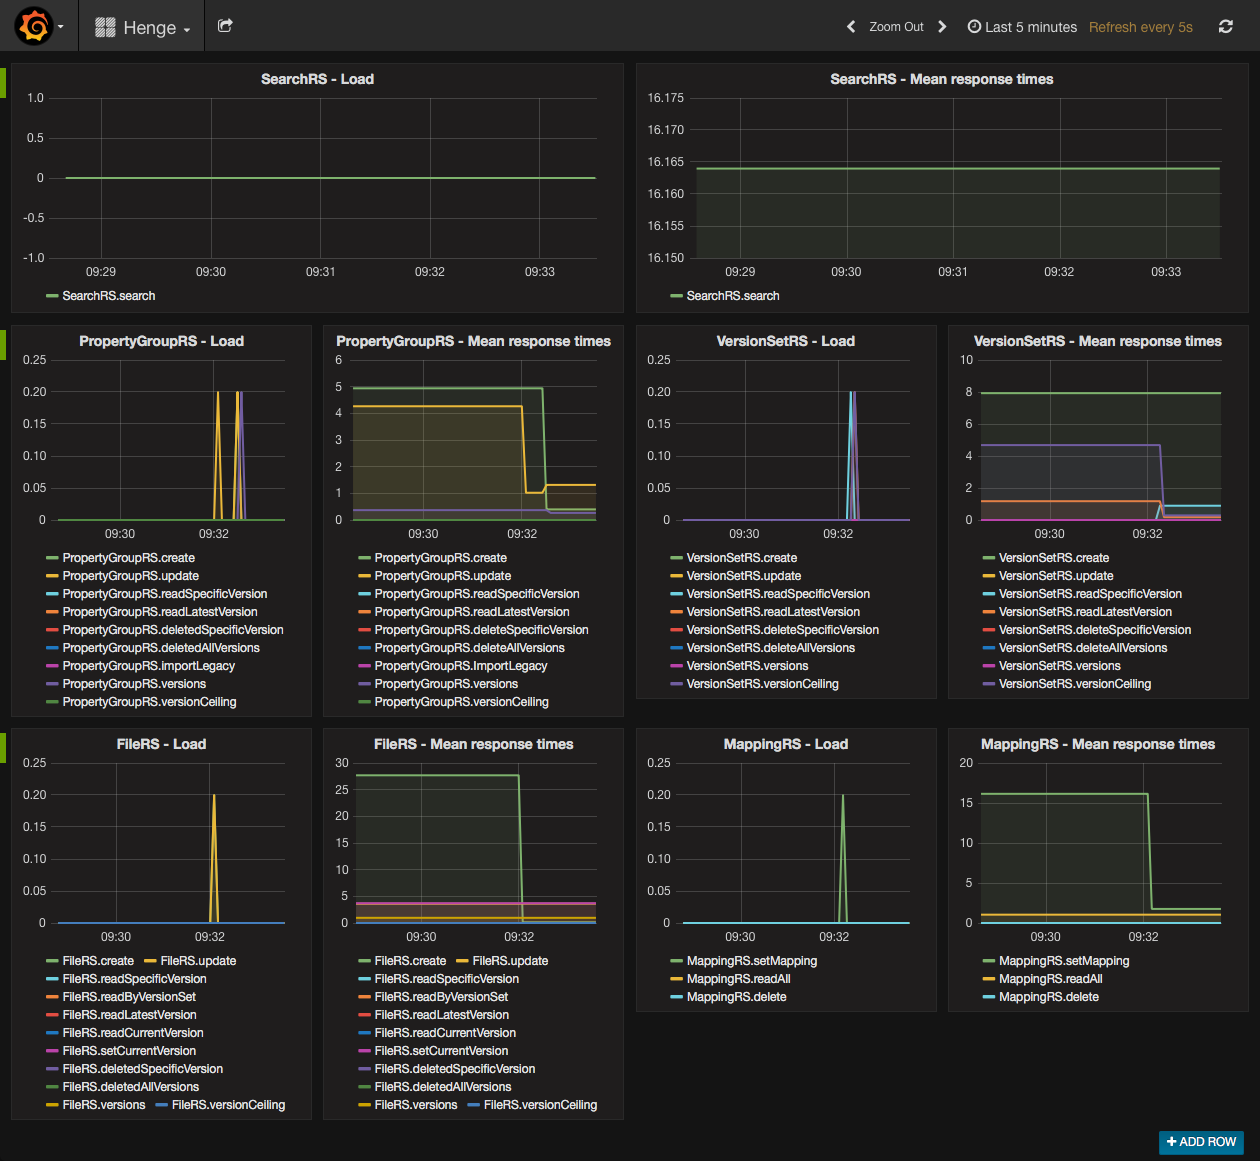 Henge
Zoom Out
Last 5 minutes Refresh every 5s
SearchRS - Load
1.0
0.5
0
-0.5
-1.0
09:29 09:30 09:31 09:32 09:33
SearchRS.search
SearchRS - Mean response times
16.175
16.170
16.165
16.160
16.155
16.150
09:29 09:30 09:31 09:32 09:33
SearchRS.search
PropertyGroupRS - Load
0.25
0.20
0.15
0.10
0.05
0
09:30 09:32
PropertyGroupRS.create
PropertyGroupRS.update
PropertyGroupRS.readSpecificVersion
PropertyGroupRS.readLatestVersion
PropertyGroupRS.deletedSpecificVersion
PropertyGroupRS.deletedAllVersions
PropertyGroupRS.importLegacy
PropertyGroupRS.versions
PropertyGroupRS.versionCeiling
PropertyGroupRS - Mean response times
6
5
4
3
2
1
0
09:30 09:32
PropertyGroupRS.create
PropertyGroupRS.update
PropertyGroupRS.readSpecificVersion
PropertyGroupRS.readLatestVersion
PropertyGroupRS.deleteSpecificVersion
PropertyGroupRS.deleteAllVersions
PropertyGroupRS.ImportLegacy
PropertyGroupRS.versions
PropertyGroupRS.versionCeiling
VersionSetRS - Load
0.25
0.20
0.15
0.10
0.05
0
09:30 09:32
VersionSetRS.create
VersionSetRS.update
VersionSetRS.readSpecificVersion
VersionSetRS.readLatestVersion
VersionSetRS.deleteSpecificVersion
VersionSetRS.deleteAllVersions
VersionSetRS.versions
VersionSetRS.versionCeiling
VersionSetRS - Mean response times
10
8
6
4
2
0
09:30 09:32
VersionSetRS.create
VersionSetRS.update
VersionSetRS.readSpecificVersion
VersionSetRS.readLatestVersion
VersionSetRS.deleteSpecificVersion
VersionSetRS.deleteAllVersions
VersionSetRS.versions
VersionSetRS.versionCeiling
FileRS - Load
0.25
0.20
0.15
0.10
0.05
0
09:30 09:32
FileRS.create FileRS.update
FileRS.readSpecificVersion
FileRS.readByVersionSet
FileRS.readLatestVersion
FileRS.readCurrentVersion
FileRS.setCurrentVersion
FileRS.deletedSpecificVersion
FileRS.deletedAllVersions
FileRS.versions FileRS.versionCeiling
FileRS - Mean response times
30
25
20
15
10
5
0
09:30 09:32
FileRS.create FileRS.update
FileRS.readSpecificVersion
FileRS.readByVersionSet
FileRS.readLatestVersion
FileRS.readCurrentVersion
FileRS.setCurrentVersion
FileRS.deletedSpecificVersion
FileRS.deletedAllVersions
FileRS.versions FileRS.versionCeiling
MappingRS - Load
0.25
0.20
0.15
0.10
0.05
0
09:30 09:32
MappingRS.setMapping
MappingRS.readAll
MappingRS.delete
MappingRS - Mean response times
20
15
10
5
0
09:30 09:32
MappingRS.setMapping
MappingRS.readAll
MappingRS.delete
+ ADD ROW